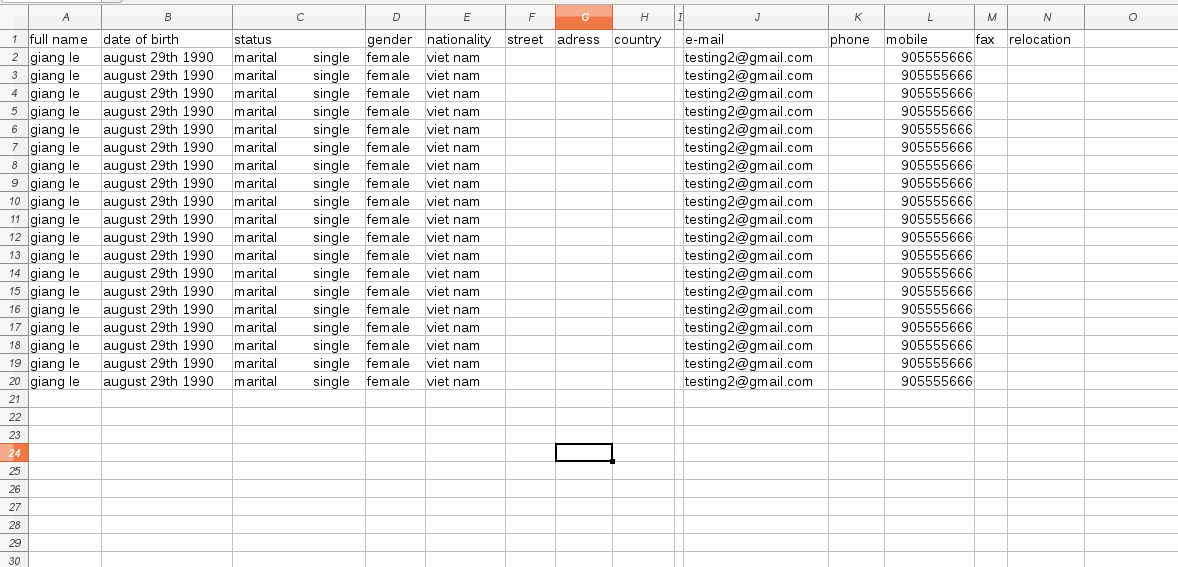 A B C D E F G H I J K L M N O
1 full name date of birth status gender nationality street adress country e-mail phone mobile fax relocation
2 giang le august 29th 1990 marital single female viet nam testing2@gmail.com 905555666
3 giang le august 29th 1990 marital single female viet nam testing2@gmail.com 905555666
4 giang le august 29th 1990 marital single female viet nam testing2@gmail.com 905555666
5 giang le august 29th 1990 marital single female viet nam testing2@gmail.com 905555666
6 giang le august 29th 1990 marital single female viet nam testing2@gmail.com 905555666
7 giang le august 29th 1990 marital single female viet nam testing2@gmail.com 905555666
8 giang le august 29th 1990 marital single female viet nam testing2@gmail.com 905555666
9 giang le august 29th 1990 marital single female viet nam testing2@gmail.com 905555666
10 giang le august 29th 1990 marital single female viet nam testing2@gmail.com 905555666
11 giang le august 29th 1990 marital single female viet nam testing2@gmail.com 905555666
12 giang le august 29th 1990 marital single female viet nam testing2@gmail.com 905555666
13 giang le august 29th 1990 marital single female viet nam testing2@gmail.com 905555666
14 giang le august 29th 1990 marital single female viet nam testing2@gmail.com 905555666
15 giang le august 29th 1990 marital single female viet nam testing2@gmail.com 905555666
16 giang le august 29th 1990 marital single female viet nam testing2@gmail.com 905555666
17 giang le august 29th 1990 marital single female viet nam testing2@gmail.com 905555666
18 giang le august 29th 1990 marital single female viet nam testing2@gmail.com 905555666
19 giang le august 29th 1990 marital single female viet nam testing2@gmail.com 905555666
20 giang le august 29th 1990 marital single female viet nam testing2@gmail.com 905555666
21
22
23
24
25
26
27
28
29
30